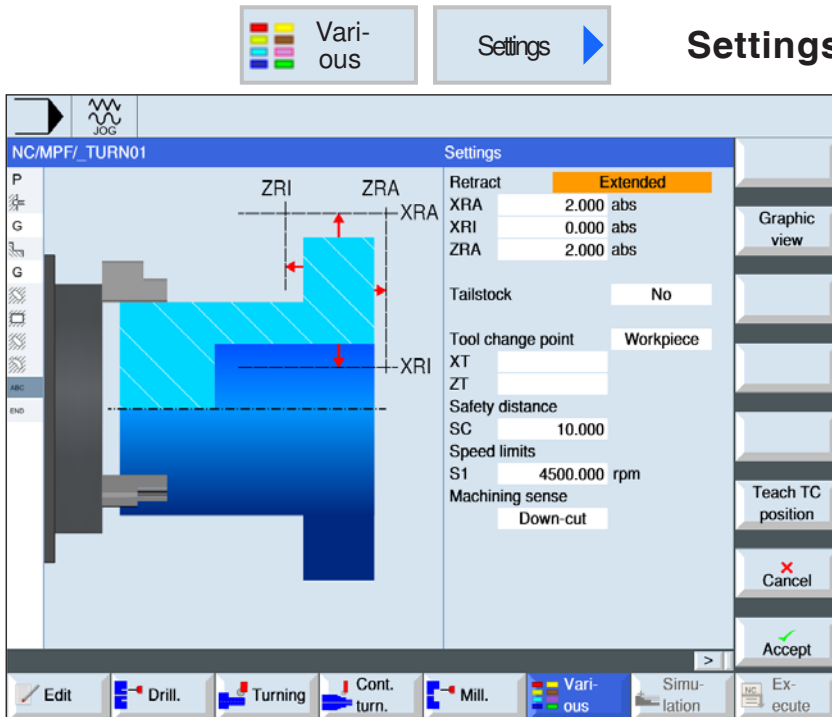 Vari-
ous
Settings
Settings
JOG
NC/MPF/_TURN01
Settings
P
G
G
ABC
END
ZRI
ZRA
XRA
XRI
Retract Extended
XRA 2.000 abs
XRI 0.000 abs
ZRA 2.000 abs
Tailstock No
Tool change point Workpiece
XT
ZT
Safety distance
SC 10.000
Speed limits
S1 4500.000 rpm
Machining sense
Down-cut
Graphic
view
Teach TC
position
Cancel
Accept
>
Edit
Drill.
Turning
Cont.
turn.
Mill.
Vari-
ous
Simu-
lation
NC
Ex-
ecute